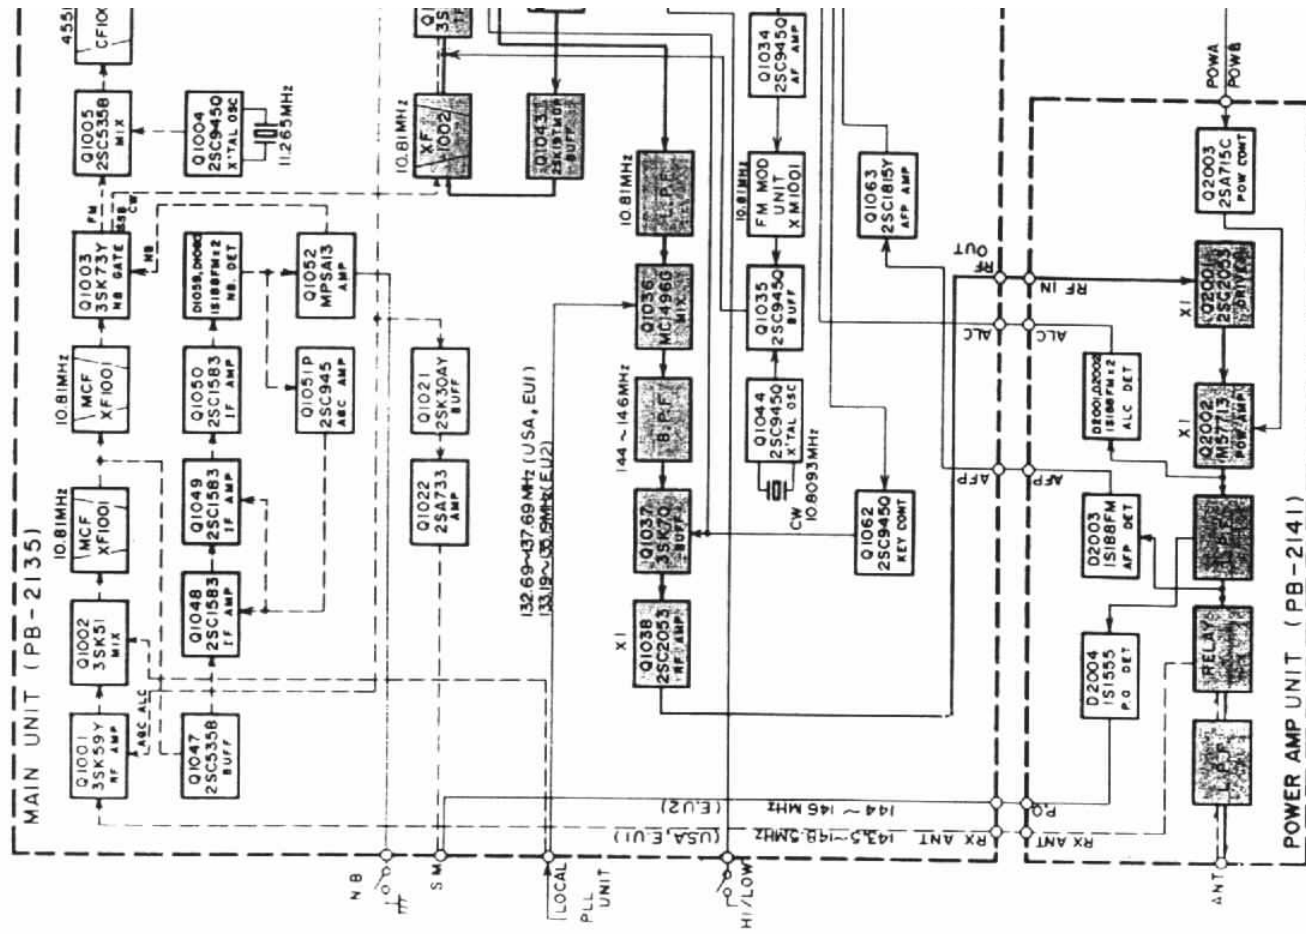 MAIN UNIT (PB-2135)
455
CF100
Q1005
2SC535B
MIX
Q1004
2SC945Q
X'TAL OSC
11.265MHz
FM
SSB
CW
NB
Q1003
3SK73Y
NB GATE
D1059, D1060
1S188FMx2
NB. DET
Q1052
MPSA13
AMP
10.81MHz
MCF
XF1001
Q1050
2SC1583
IF AMP
Q1051P
2SC945
AGC AMP
Q1021
2SK30AY
BUFF
10.81MHz
MCF
XF1001
Q1049
2SC1583
IF AMP
Q1022
2SA733
AMP
Q1002
3SK51
MIX
Q1048
2SC1583
IF AMP
Q1001
3SK59Y
RF AMP
AGC ALC
Q1047
2SC535B
BUFF
10.81MHz
XF
1002
Q1043
BUFF
10.81MHz
L.P.F
Q1036
MC1496G
MIX
144~146MHz
B.P.F
Q1037
3SK70
BUFF
X1
Q1038
2SC2053
RF AMP
132.69~137.69MHz (USA, EU1)
(EU2)
Q1034
2SC945Q
AF AMP
10.81MHz
FM MOD
UNIT
XM1001
Q1035
2SC945Q
BUFF
Q1044
2SC945Q
X'TAL OSC
CW
10.8093MHz
Q1063
2SC1815Y
AFP AMP
Q1062
2SC945Q
KEY CONT
RF
OUT
RF IN
ALC
ALC
AFP
AFP
144~146MHz
(E.U2)
P.O
143.5~148.5MHz
(USA, E.U1)
RX ANT
RX ANT
NB
SM
LOCAL
PLL
UNIT
HI/LOW
POWA
POWB
Q2003
2SA715C
POW CONT
X1
Q2001
2SC2053
DRIVER
X1
Q2002
M57713
POW AMP
D2001, D2002
1S188FMx2
ALC DET
D2003
1S188FM
AFP DET
L.P.F
D2004
1S1555
P.O DET
RELAY
L.P.F
ANT
POWER AMP UNIT (PB-2141)